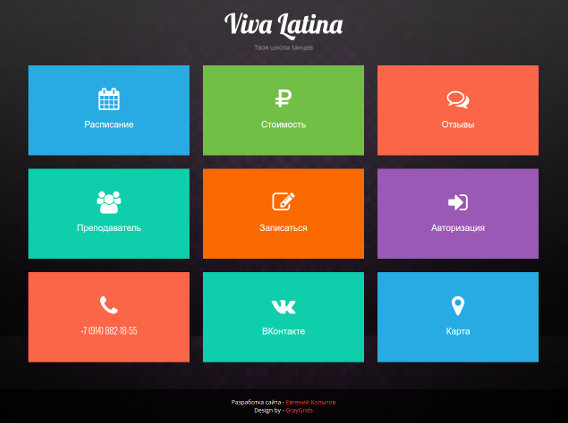 Viva Latina
Твоя школа танцев
Расписание
Стоимость
Отзывы
Преподаватель
Записаться
Авторизация
+7 (914) 882-18-55
ВКонтакте
Карта
Разработка сайта - Евгений Копытов
Design by - GrayGrids